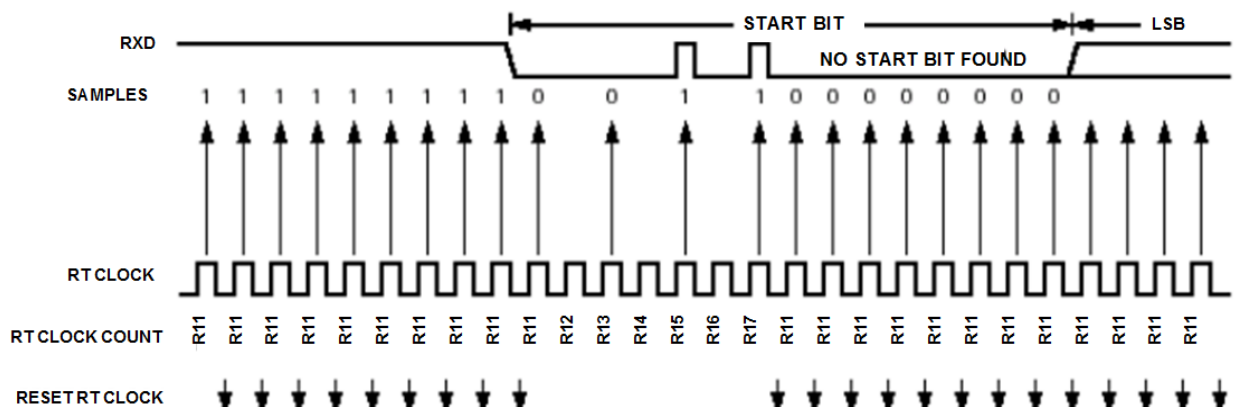 START BIT LSB
RXD
NO START BIT FOUND
SAMPLES 1 1 1 1 1 1 1 1 1 0 0 1 1 0 0 0 0 0 0 0 0
RT CLOCK
RT CLOCK COUNT R11 R11 R11 R11 R11 R11 R11 R11 R11 R11 R12 R13 R14 R15 R16 R17 R11 R11 R11 R11 R11 R11 R11 R11 R11 R11 R11 R11
RESET RT CLOCK